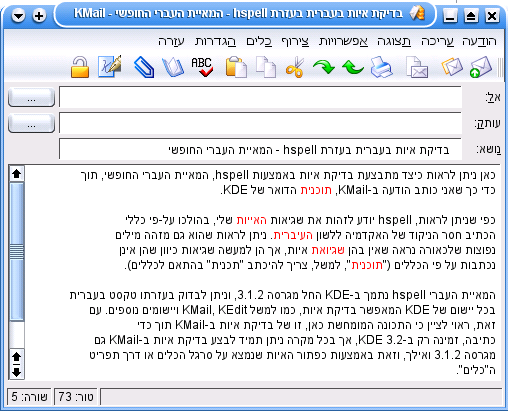 בדיקת איות בעברית בעזרת hspell - המאיית העברי החופשי - KMail
הודעה עריכה תצוגה אפשרויות צירוף כלים הגדרות עזרה
ABC
אל:
...
עותק:
...
נושא:
בדיקת איות בעברית בעזרת hspell - המאיית העברי החופשי
כאן ניתן לראות כיצד מתבצעת בדיקת איות באמצעות hspell, המאיית העברי החופשי, תוך
כדי כך שאני כותב הודעה ב-KMail, תוכנית הדואר של KDE.
כפי שניתן לראות, hspell יודע לזהות את שגיאות האייות שלי, בהולכו על-פי כללי
הכתיב חסר הניקוד של האקדמיה ללשון העיברית. ניתן לראות שהוא גם מזהה מילים
נפוצות שלכאורה נראה שאין בהן שגיואת איות, אך הן למעשה שגיאות כיוון שהן אינן
נכתבות על פי הכללים ("תוכנית", למשל, צריך להיכתב "תכנית" בהתאם לכללים).
המאיית העברי hspell נתמך ב-KDE החל מגרסה 3.1.2, וניתן לבדוק בעזרתו טקסט בעברית
בכל יישום של KDE המאפשר בדיקת איות, כמו למשל KMail, KEdit ויישומים נוספים. עם
זאת, ראוי לציין כי התכונה המומחשת כאן, זו של בדיקת איות ב-KMail תוך כדי
כתיבה, זמינה רק ב-KDE 3.2, אך בכל מקרה ניתן תמיד לבצע בדיקת איות ב-KMail גם
מגרסה 3.1.2 ואילך, וזאת באמצעות כפתור האיות שנמצא על סרגל הכלים או דרך תפריט
ה"כלים".
טור: 73
שורה: 5